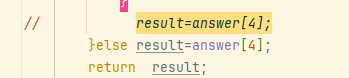 }
// result=answer[4];
}else result=answer[4];
return result;